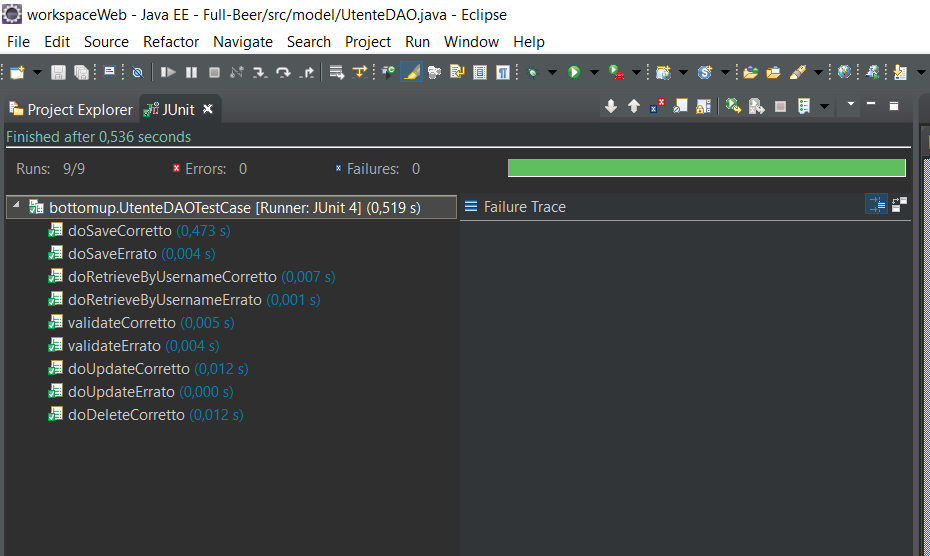 workspaceWeb - Java EE - Full-Beer/src/model/UtenteDAO.java - Eclipse
File Edit Source Refactor Navigate Search Project Run Window Help
Project Explorer JUnit
Finished after 0,536 seconds
Runs: 9/9 Errors: 0 Failures: 0
bottomup.UtenteDAOTestCase [Runner: JUnit 4] (0,519 s)
Failure Trace
doSaveCorretto (0,473 s)
doSaveErrato (0,004 s)
doRetrieveByUsernameCorretto (0,007 s)
doRetrieveByUsernameErrato (0,001 s)
validateCorretto (0,005 s)
validateErrato (0,004 s)
doUpdateCorretto (0,012 s)
doUpdateErrato (0,000 s)
doDeleteCorretto (0,012 s)